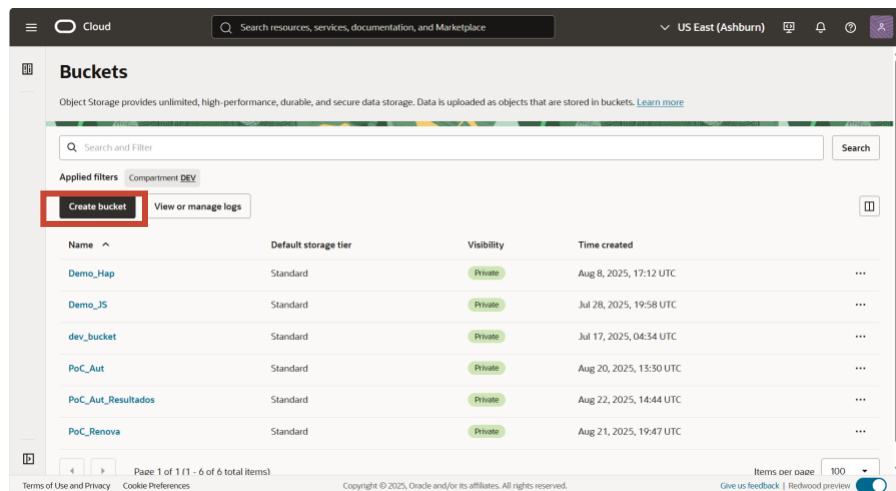 Cloud
Search resources, services, documentation, and Marketplace
US East (Ashburn)
Buckets
Object Storage provides unlimited, high-performance, durable, and secure data storage. Data is uploaded as objects that are stored in buckets. Learn more
Search and Filter
Search
Applied filters Compartment DEV
Create bucket View or manage logs
Name Default storage tier Visibility Time created
Demo_Hap Standard Private Aug 8, 2025, 17:12 UTC
Demo_JS Standard Private Jul 28, 2025, 19:58 UTC
dev_bucket Standard Private Jul 17, 2025, 04:34 UTC
PoC_Aut Standard Private Aug 20, 2025, 13:30 UTC
PoC_Aut_Resultados Standard Private Aug 22, 2025, 14:44 UTC
PoC_Renova Standard Private Aug 21, 2025, 19:47 UTC
Page 1 of 1 (1 - 6 of 6 total items) Items per page 100
Terms of Use and Privacy Cookie Preferences Copyright © 2025, Oracle and/or its affiliates. All rights reserved. Give us feedback | Redwood preview